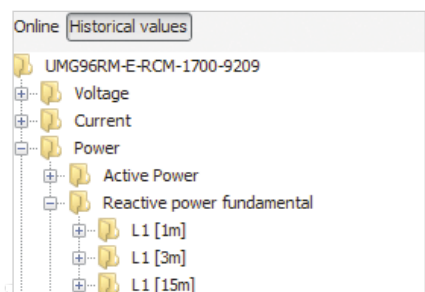 Online Historical values
UMG96RM-E-RCM-1700-9209
Voltage
Current
Power
Active Power
Reactive power fundamental
L1 [1m]
L1 [3m]
L1 [15m]